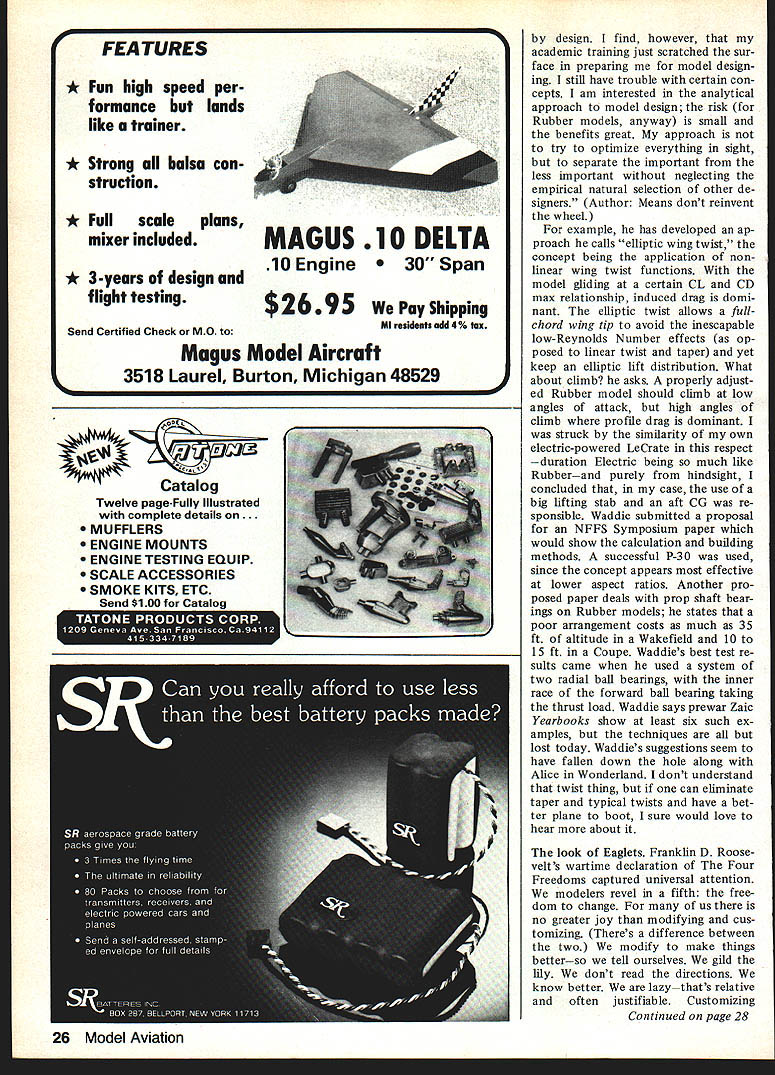 FEATURES
★ Fun high speed per-
formance but lands
like a trainer.
★ Strong all balsa con-
struction.
★ Full scale plans,
mixer included.
★ 3-years of design and
flight testing.
MAGUS .10 DELTA
.10 Engine • 30″ Span
$26.95 We Pay Shipping
MI residents add 4% tax.
Send Certified Check or M.O. to:
Magus Model Aircraft
3518 Laurel, Burton, Michigan 48529
NEW
MODEL
TATONE
SPECIALTIES
Catalog
Twelve page-Fully Illustrated
with complete details on . . .
• MUFFLERS
• ENGINE MOUNTS
• ENGINE TESTING EQUIP.
• SCALE ACCESSORIES
• SMOKE KITS, ETC.
Send $1.00 for Catalog
TATONE PRODUCTS CORP.
1209 Geneva Ave. San Francisco, Ca. 94112
415-334-7189
SR Can you really afford to use less
than the best battery packs made?
SR
SR
SR aerospace grade battery
packs give you:
• 3 Times the flying time
• The ultimate in reliability
• 80 Packs to choose from for
transmitters, receivers, and
electric powered cars and
planes
• Send a self-addressed, stamp-
ed envelope for full details
SR BATTERIES INC.
BOX 287, BELLPORT, NEW YORK 11713
by design. I find, however, that my
academic training just scratched the sur-
face in preparing me for model design-
ing. I still have trouble with certain con-
cepts. I am interested in the analytical
approach to model design; the risk (for
Rubber models, anyway) is small and
the benefits great. My approach is not
to try to optimize everything in sight,
but to separate the important from the
less important without neglecting the
empirical natural selection of other de-
signers.” (Author: Means don’t reinvent
the wheel.)
For example, he has developed an ap-
proach he calls “elliptic wing twist,” the
concept being the application of non-
linear wing twist functions. With the
model gliding at a certain CL and CD
max relationship, induced drag is domi-
nant. The elliptic twist allows a full-
chord wing tip to avoid the inescapable
low-Reynolds Number effects (as op-
posed to linear twist and taper) and yet
keep an elliptic lift distribution. What
about climb? he asks. A properly adjust-
ed Rubber model should climb at low
angles of attack, but high angles of
climb where profile drag is dominant. I
was struck by the similarity of my own
electric-powered LeCrate in this respect
—duration Electric being so much like
Rubber—and purely from hindsight, I
concluded that, in my case, the use of a
big lifting stab and an aft CG was re-
sponsible. Waddie submitted a proposal
for an NFFS Symposium paper which
would show the calculation and building
methods. A successful P-30 was used,
since the concept appears most effective
at lower aspect ratios. Another pro-
posed paper deals with prop shaft bear-
ings on Rubber models; he states that a
poor arrangement costs as much as 35
ft. of altitude in a Wakefield and 10 to
15 ft. in a Coupe. Waddie’s best test re-
sults came when he used a system of
two radial ball bearings, with the inner
race of the forward ball bearing taking
the thrust load. Waddie says prewar Zaic
Yearbooks show at least six such ex-
amples, but the techniques are all but
lost today. Waddie’s suggestions seem to
have fallen down the hole along with
Alice in Wonderland. I don’t understand
that twist thing, but if one can eliminate
taper and typical twists and have a bet-
ter plane to boot, I sure would love to
hear more about it.
The look of Eaglets. Franklin D. Roose-
velt’s wartime declaration of The Four
Freedoms captured universal attention.
We modelers revel in a fifth: the free-
dom to change. For many of us there is
no greater joy than modifying and cus-
tomizing. (There’s a difference between
the two.) We modify to make things
better—so we tell ourselves. We gild the
lily. We don’t read the directions. We
know better. We are lazy—that’s relative
and often justifiable. Customizing
Continued on page 28
26 Model Aviation